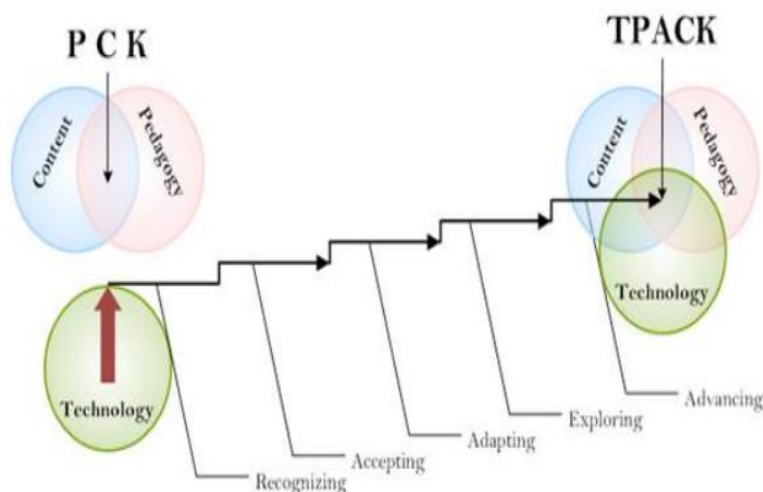 P C K
TPACK
Content
Pedagogy
Content
Pedagogy
Technology
Technology
Recognizing
Accepting
Adapting
Exploring
Advancing